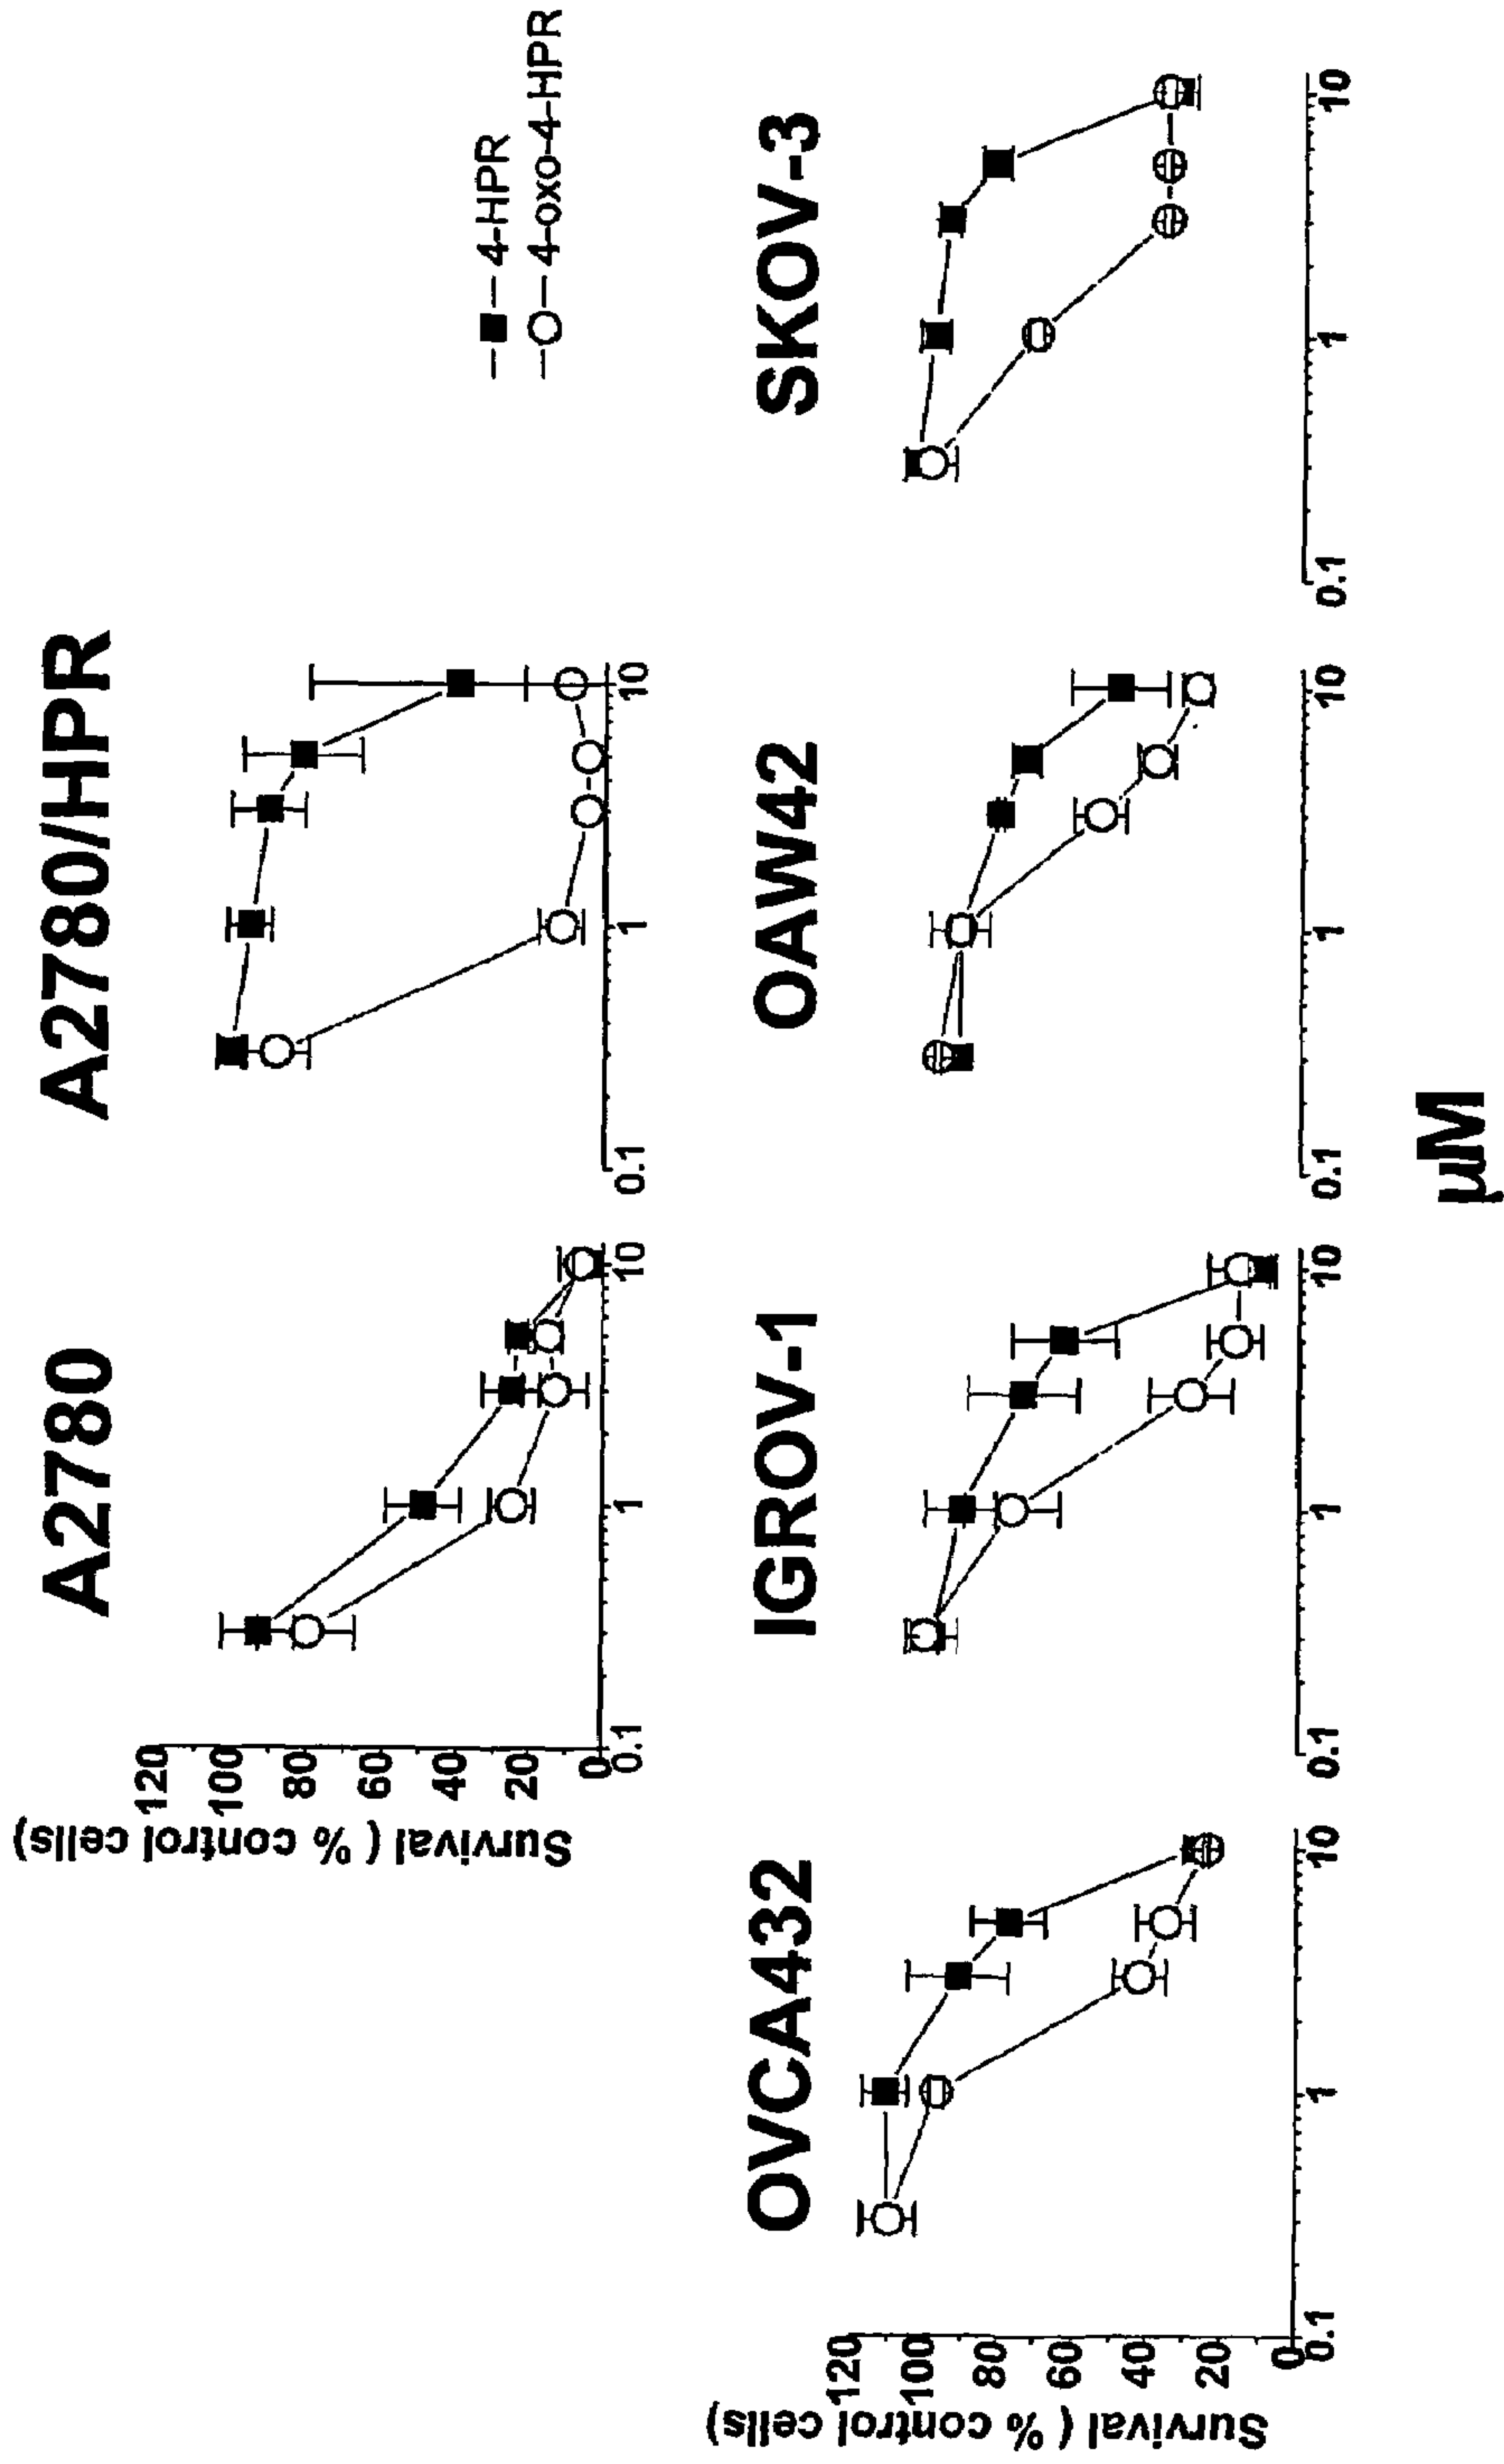 A2780
A2780/HPR
Survival (% control cells)
120
100
80
60
40
20
0
0.1
1
10
0.1
1
10
4-HPR
4-oxo-4-HPR
OVCA432
IGROV-1
OAW42
SKOV-3
Survival (% control cells)
120
100
80
60
40
20
0
0.1
1
10
0.1
1
10
0.1
1
10
0.1
1
10
µM